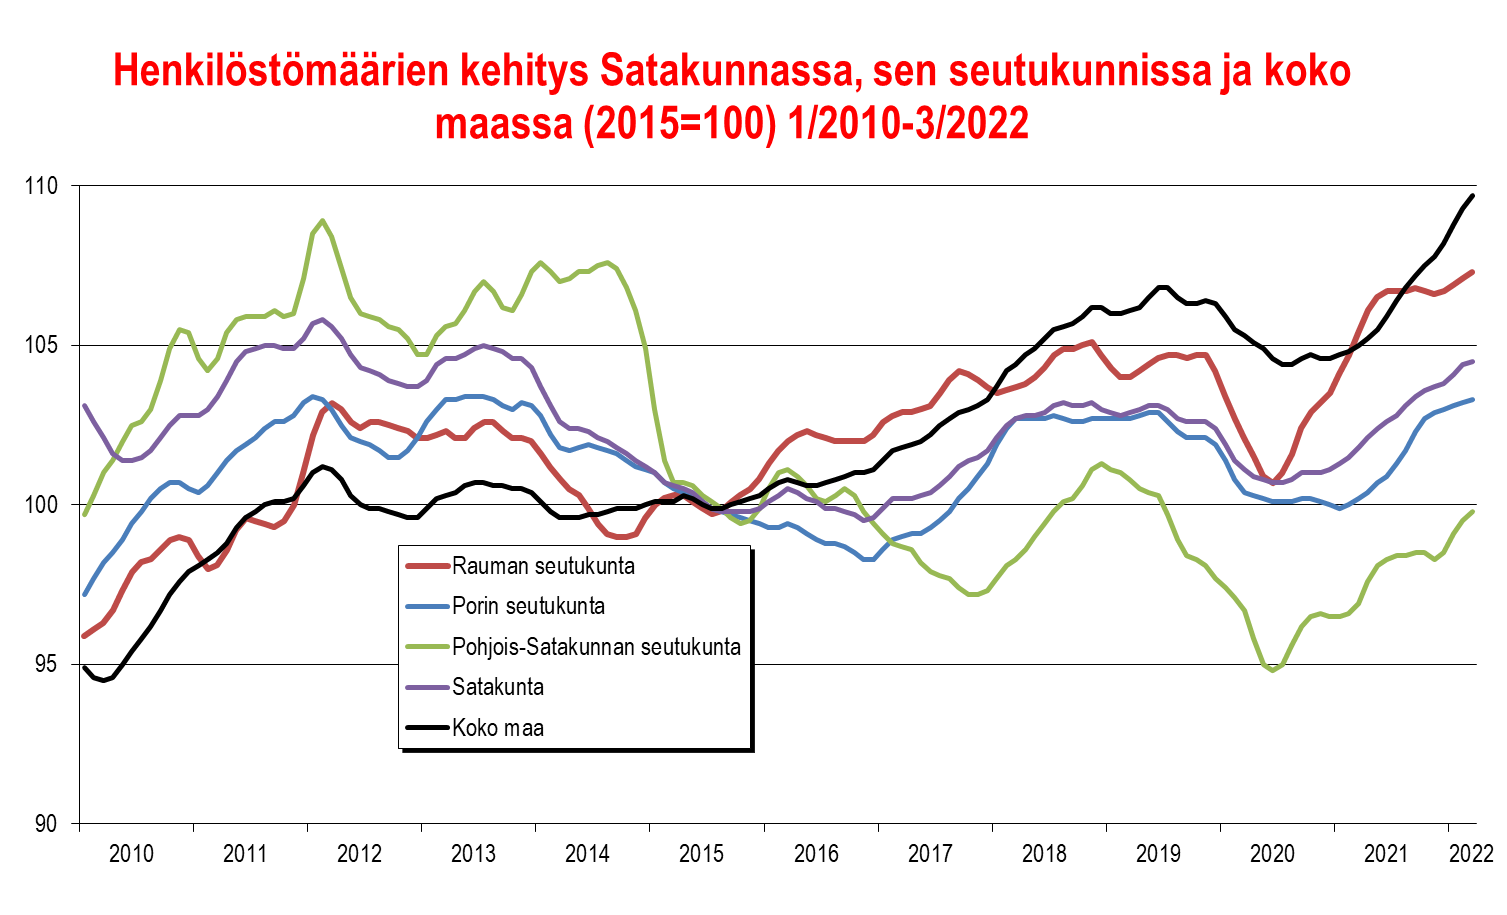 Henkilöstömäärien kehitys Satakunnassa, sen seutukunnissa ja koko
maassa (2015=100) 1/2010-3/2022
110
105
100
95
90
Rauman seutukunta
Porin seutukunta
Pohjois-Satakunnan seutukunta
Satakunta
Koko maa
2010 2011 2012 2013 2014 2015 2016 2017 2018 2019 2020 2021 2022